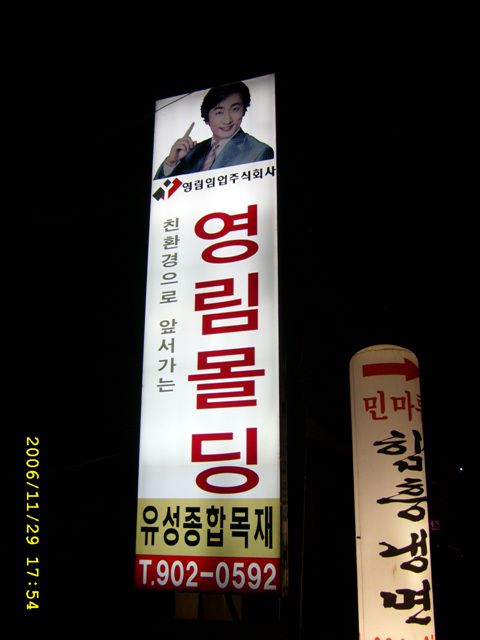 영림임업주식회사
친환경으로 앞서가는
영림몰딩
유성종합목재
T.902-0592
민마트
함흥냉면
2006/11/29 17:54